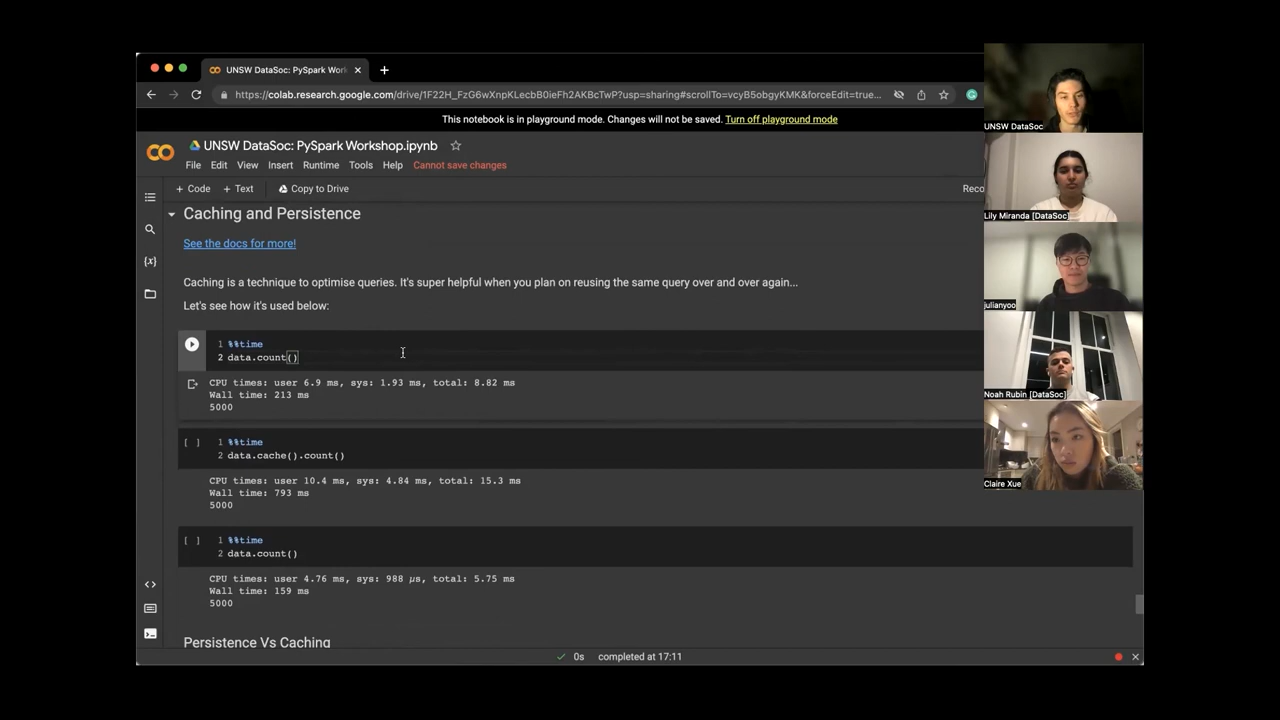 UNSW DataSoc: PySpark Work
https://colab.research.google.com/drive/1F22H_FzG6wXnpKLecbB0ieFh2AKBcTwP?usp=sharing#scrollTo=vcyB5obgyKMK&forceEdit=true...
This notebook is in playground mode. Changes will not be saved. Turn off playground mode
UNSW DataSoc: PySpark Workshop.ipynb
File Edit View Insert Runtime Tools Help Cannot save changes
+ Code + Text Copy to Drive Reco
Caching and Persistence
See the docs for more!
Caching is a technique to optimise queries. It's super helpful when you plan on reusing the same query over and over again...
Let's see how it's used below:
1 %%time
2 data.count()
CPU times: user 6.9 ms, sys: 1.93 ms, total: 8.82 ms
Wall time: 213 ms
5000
[ ] 1 %%time
2 data.cache().count()
CPU times: user 10.4 ms, sys: 4.84 ms, total: 15.3 ms
Wall time: 793 ms
5000
[ ] 1 %%time
2 data.count()
CPU times: user 4.76 ms, sys: 988 µs, total: 5.75 ms
Wall time: 159 ms
5000
Persistence Vs Caching
0s completed at 17:11
UNSW DataSoc
Lily Miranda [DataSoc]
julianyoo
Noah Rubin [DataSoc]
Claire Xue